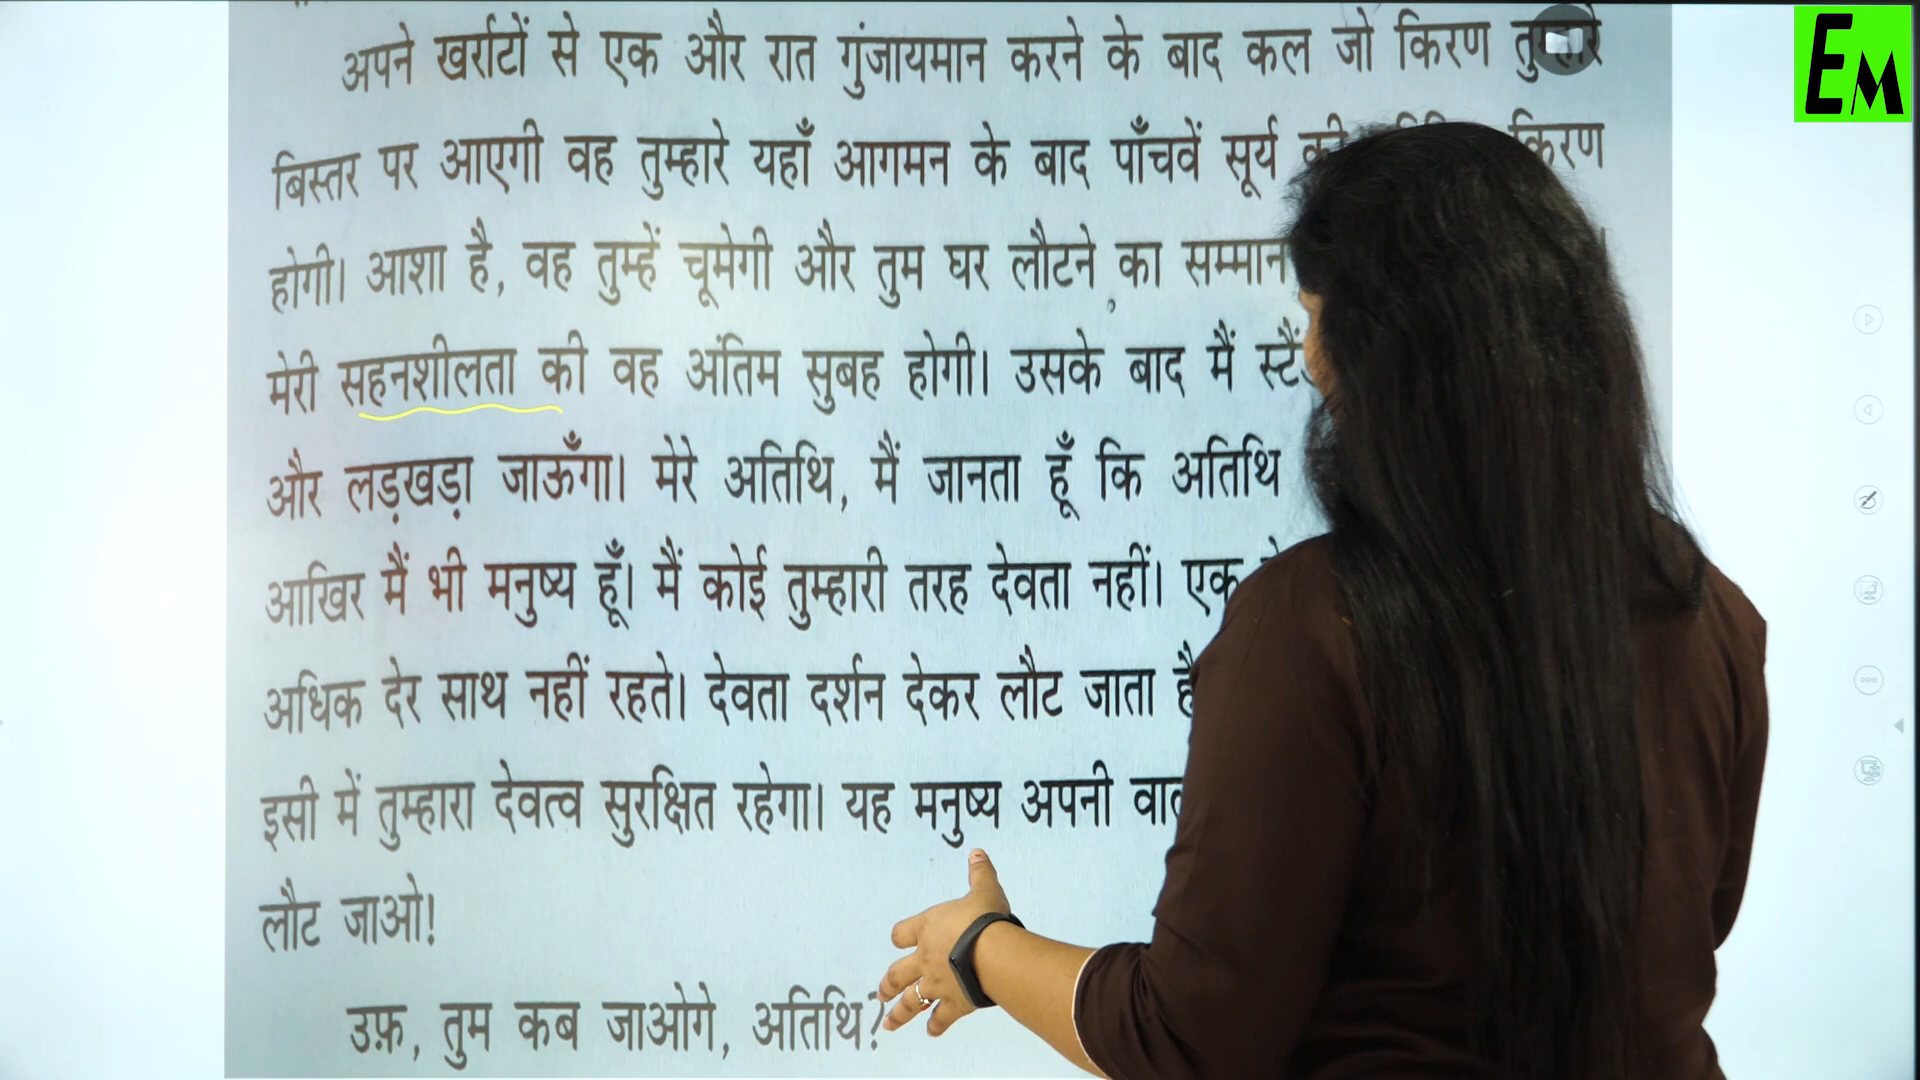 अपने खर्राटों से एक और रात गुंजायमान करने के बाद कल जो किरण
बिस्तर पर आएगी वह तुम्हारे यहाँ आगमन के बाद पाँचवें सूर्य की किरण
होगी। आशा है, वह तुम्हें चूमेगी और तुम घर लौटने का सम्मान
मेरी सहनशीलता की वह अंतिम सुबह होगी। उसके बाद मैं
और लड़खड़ा जाऊँगा। मेरे अतिथि, मैं जानता हूँ कि अतिथि
आखिर मैं भी मनुष्य हूँ। मैं कोई तुम्हारी तरह देवता नहीं। एक
अधिक देर साथ नहीं रहते। देवता दर्शन देकर लौट जाता
इसी में तुम्हारा देवत्व सुरक्षित रहेगा। यह मनुष्य अपनी
लौट जाओ!
उफ़, तुम कब जाओगे, अतिथि?
EM